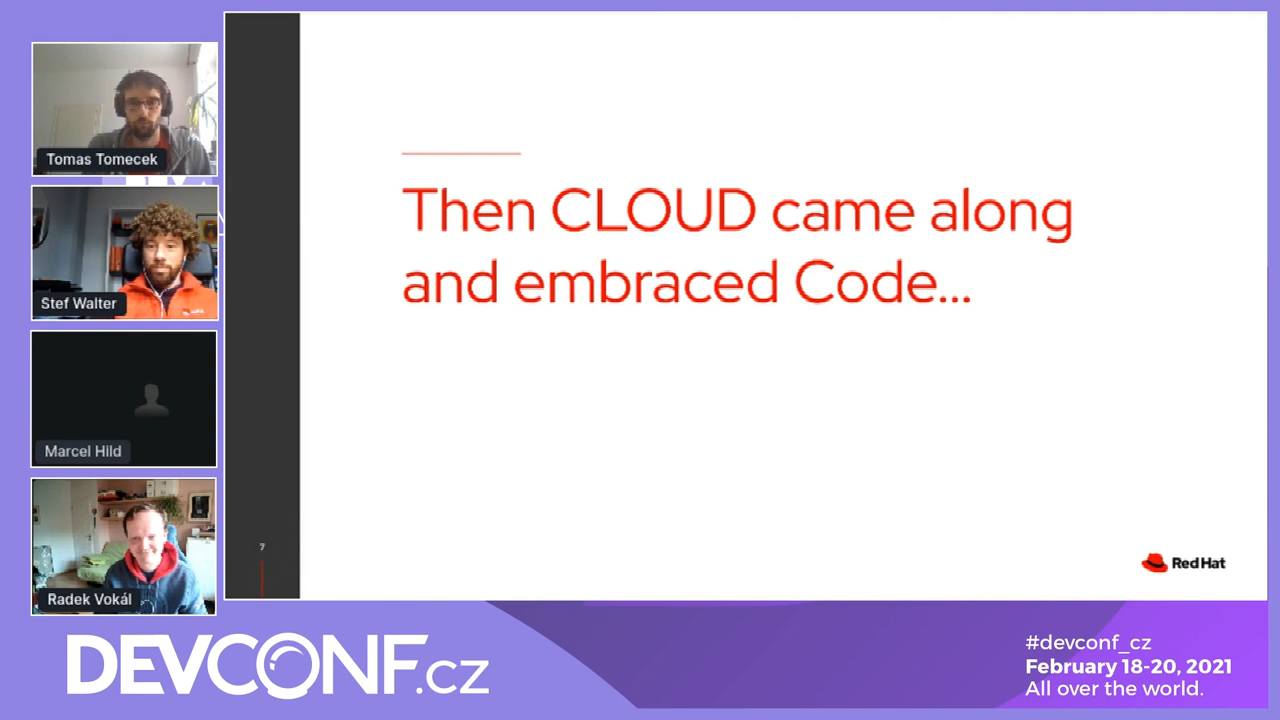 Tomas Tomecek
Stef Walter
Marcel Hild
Radek Vokál
Then CLOUD came along
and embraced Code...
7
Red Hat
DEVCONF.cz
#devconf_cz
February 18-20, 2021
All over the world.